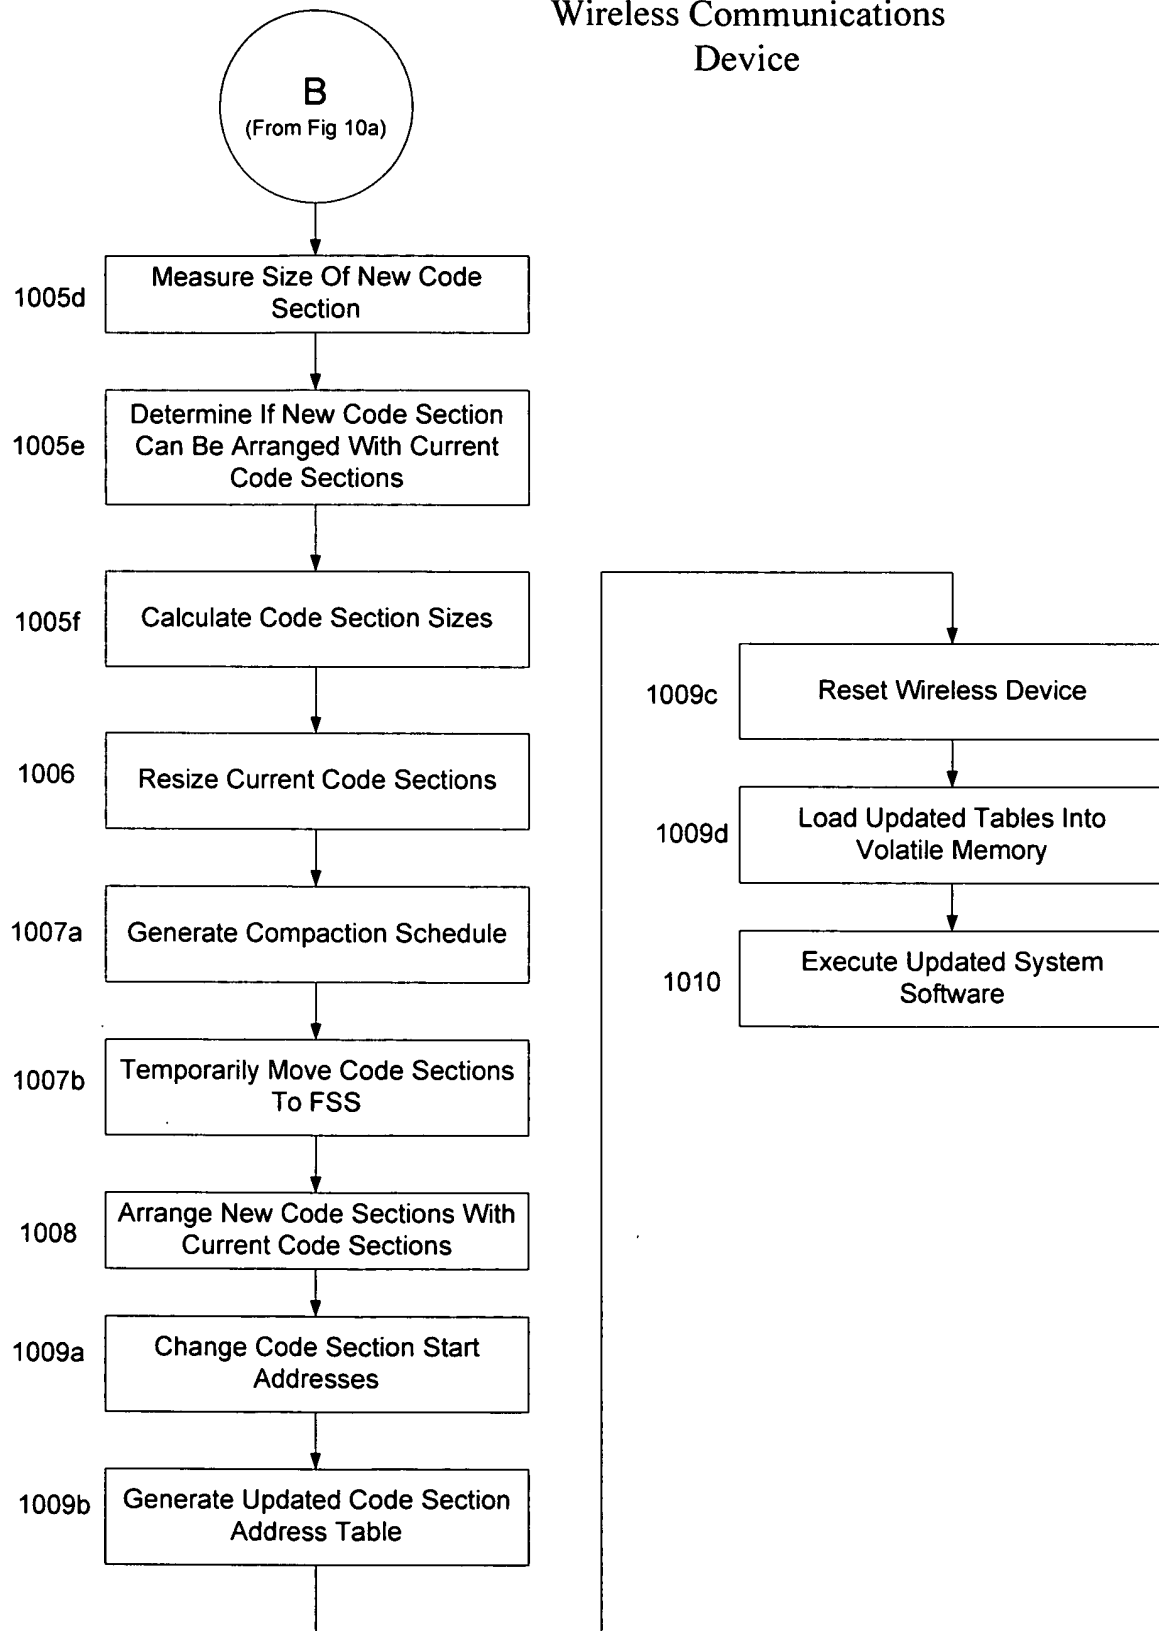 Wireless Communications
Device
B
(From Fig 10a)
1005d
Measure Size Of New Code
Section
1005e
Determine If New Code Section
Can Be Arranged With Current
Code Sections
1005f
Calculate Code Section Sizes
1006
Resize Current Code Sections
1007a
Generate Compaction Schedule
1007b
Temporarily Move Code Sections
To FSS
1008
Arrange New Code Sections With
Current Code Sections
1009a
Change Code Section Start
Addresses
1009b
Generate Updated Code Section
Address Table
1009c
Reset Wireless Device
1009d
Load Updated Tables Into
Volatile Memory
1010
Execute Updated System
Software